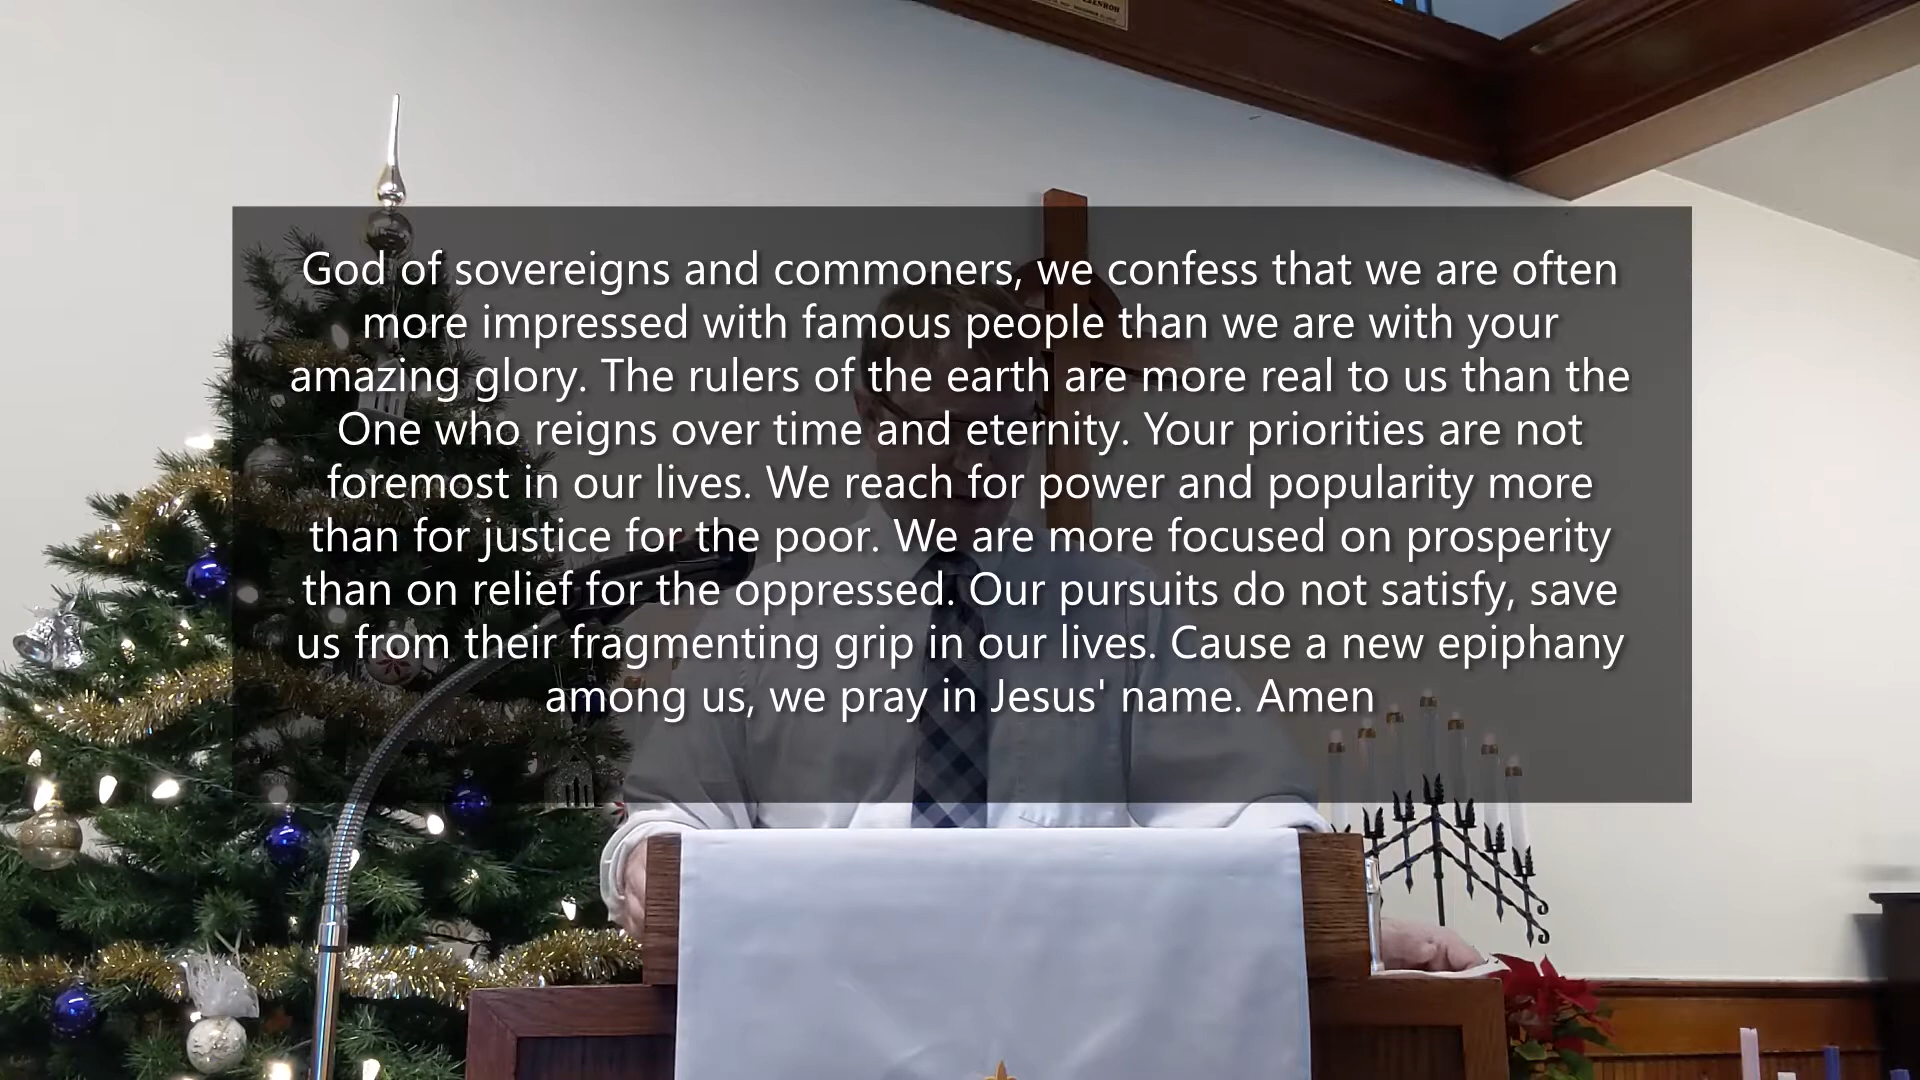 God of sovereigns and commoners, we confess that we are often
more impressed with famous people than we are with your
amazing glory. The rulers of the earth are more real to us than the
One who reigns over time and eternity. Your priorities are not
foremost in our lives. We reach for power and popularity more
than for justice for the poor. We are more focused on prosperity
than on relief for the oppressed. Our pursuits do not satisfy, save
us from their fragmenting grip in our lives. Cause a new epiphany
among us, we pray in Jesus' name. Amen